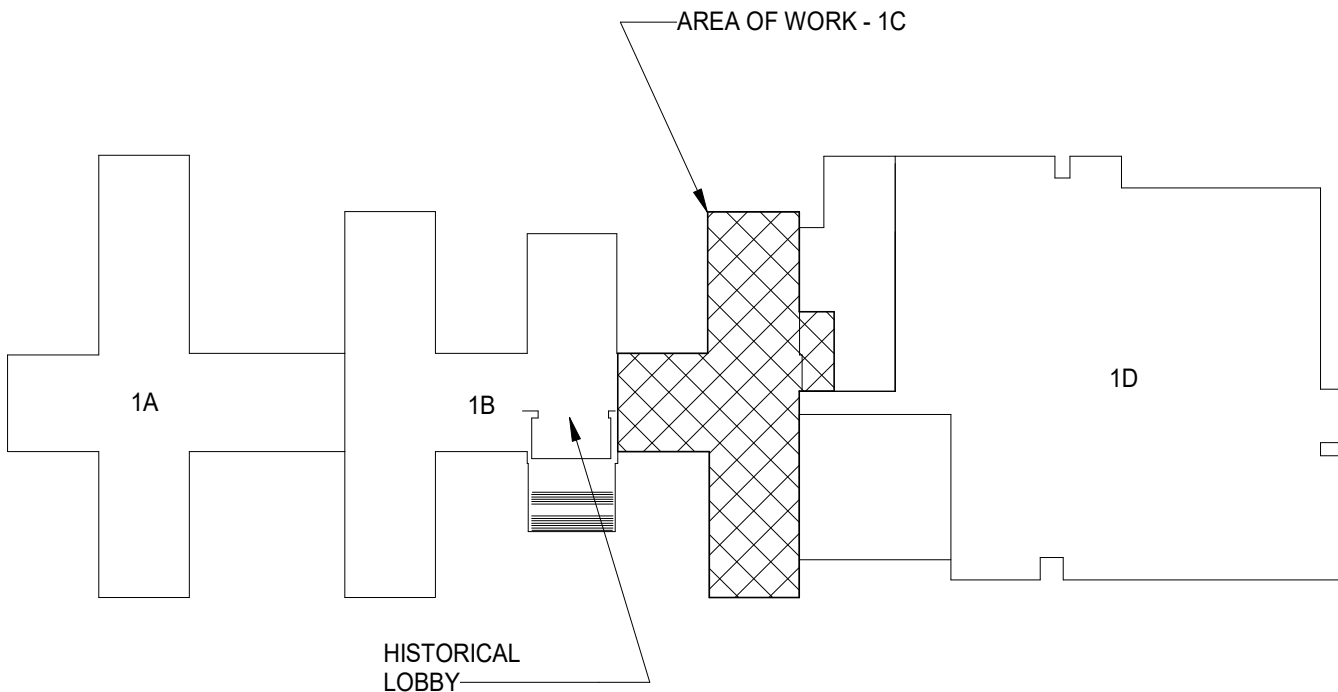 AREA OF WORK - 1C
1A
1B
1D
HISTORICAL
LOBBY